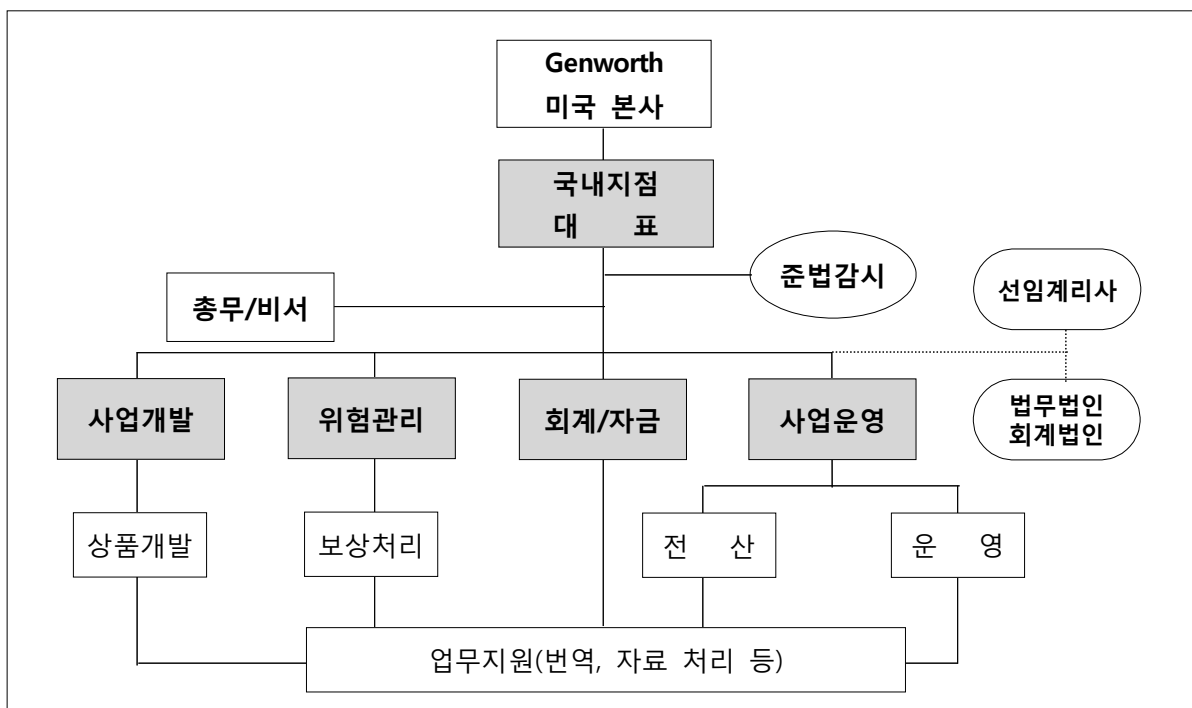 Genworth
미국 본사
국내지점
대 표
준법감시
선임계리사
총무/비서
사업개발
위험관리
회계/자금
사업운영
법무법인
회계법인
상품개발
보상처리
전 산
운 영
업무지원(번역, 자료 처리 등)